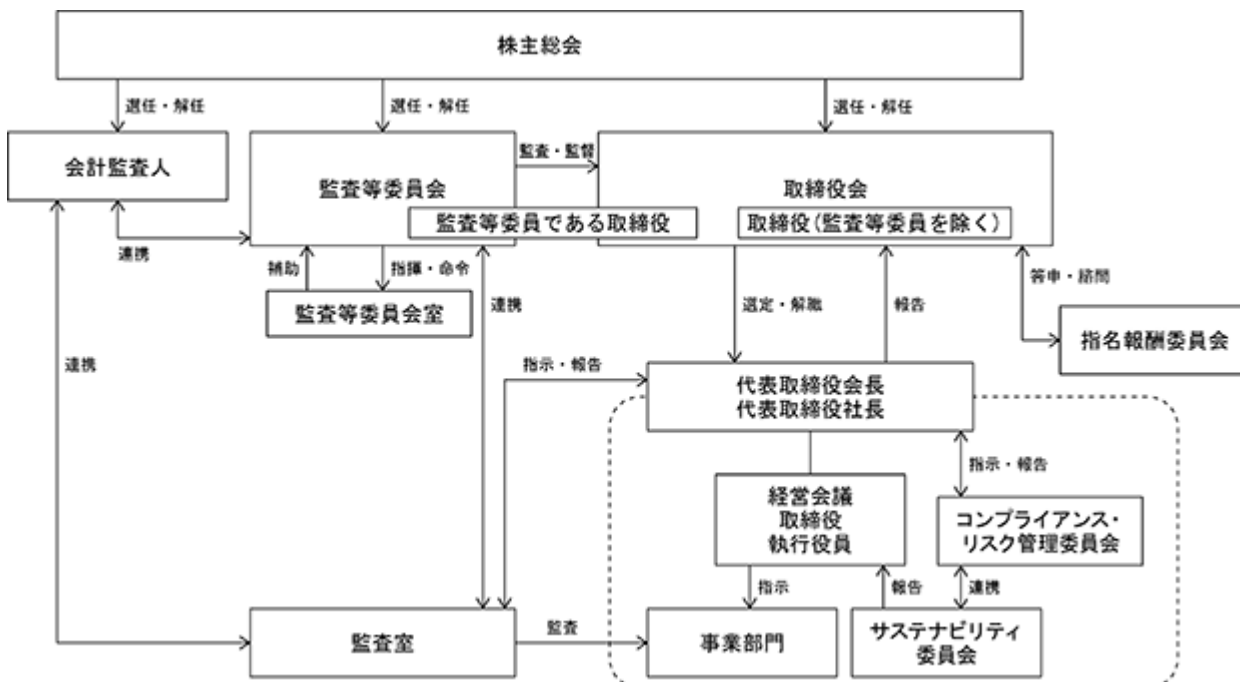 株主総会
選任・解任
選任・解任
選任・解任
会計監査人
監査等委員会
監査・監督
取締役会
監査等委員である取締役
取締役(監査等委員を除く)
連携
補助
指揮・命令
連携
選定・解職
報告
答申・諮問
監査等委員会室
指名報酬委員会
連携
指示・報告
代表取締役会長
代表取締役社長
指示・報告
経営会議
取締役
執行役員
コンプライアンス・
リスク管理委員会
指示
報告
連携
監査室
監査
事業部門
サステナビリティ
委員会